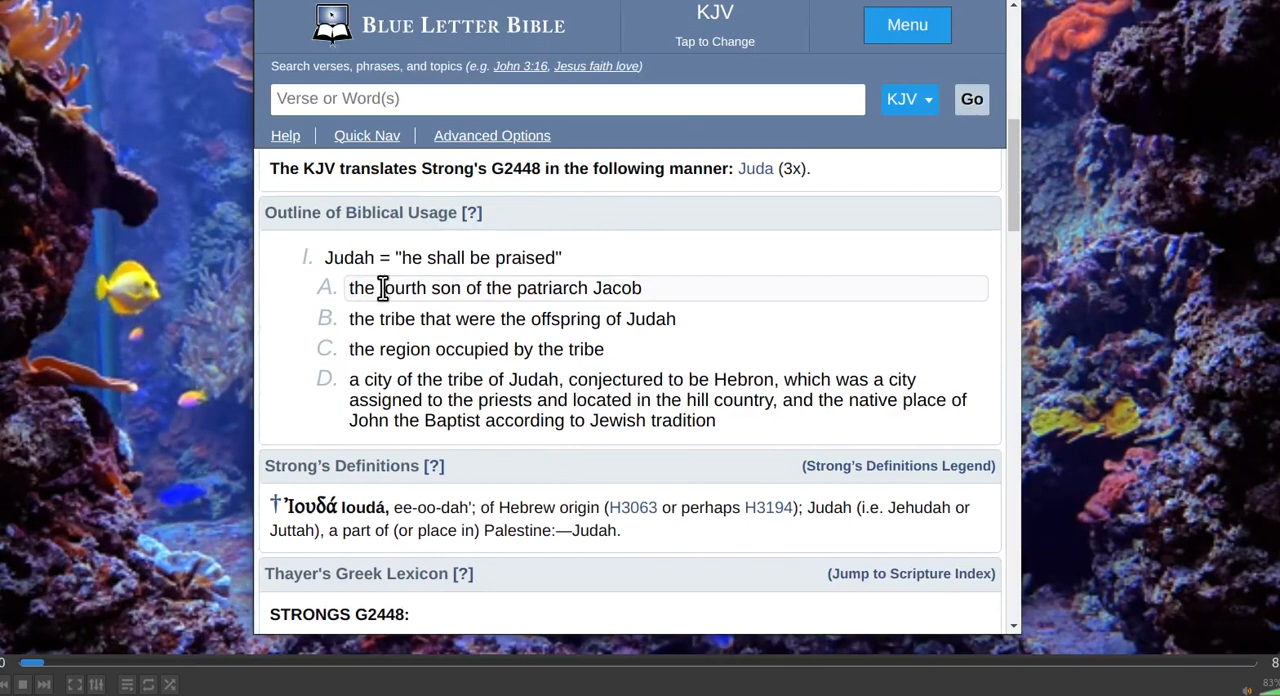 BLUE LETTER BIBLE
KJV
Tap to Change
Menu
Search verses, phrases, and topics (e.g. John 3:16, Jesus faith love)
Verse or Word(s)
KJV
Go
Help
Quick Nav
Advanced Options
The KJV translates Strong's G2448 in the following manner: Juda (3x).
Outline of Biblical Usage [?]
I. Judah = "he shall be praised"
A. the fourth son of the patriarch Jacob
B. the tribe that were the offspring of Judah
C. the region occupied by the tribe
D. a city of the tribe of Judah, conjectured to be Hebron, which was a city
assigned to the priests and located in the hill country, and the native place of
John the Baptist according to Jewish tradition
Strong’s Definitions [?]
(Strong’s Definitions Legend)
†Ἰουδά Ioudá, ee-oo-dah'; of Hebrew origin (H3063 or perhaps H3194); Judah (i.e. Jehudah or
Juttah), a part of (or place in) Palestine:—Judah.
Thayer's Greek Lexicon [?]
(Jump to Scripture Index)
STRONGS G2448:
0
8
83%